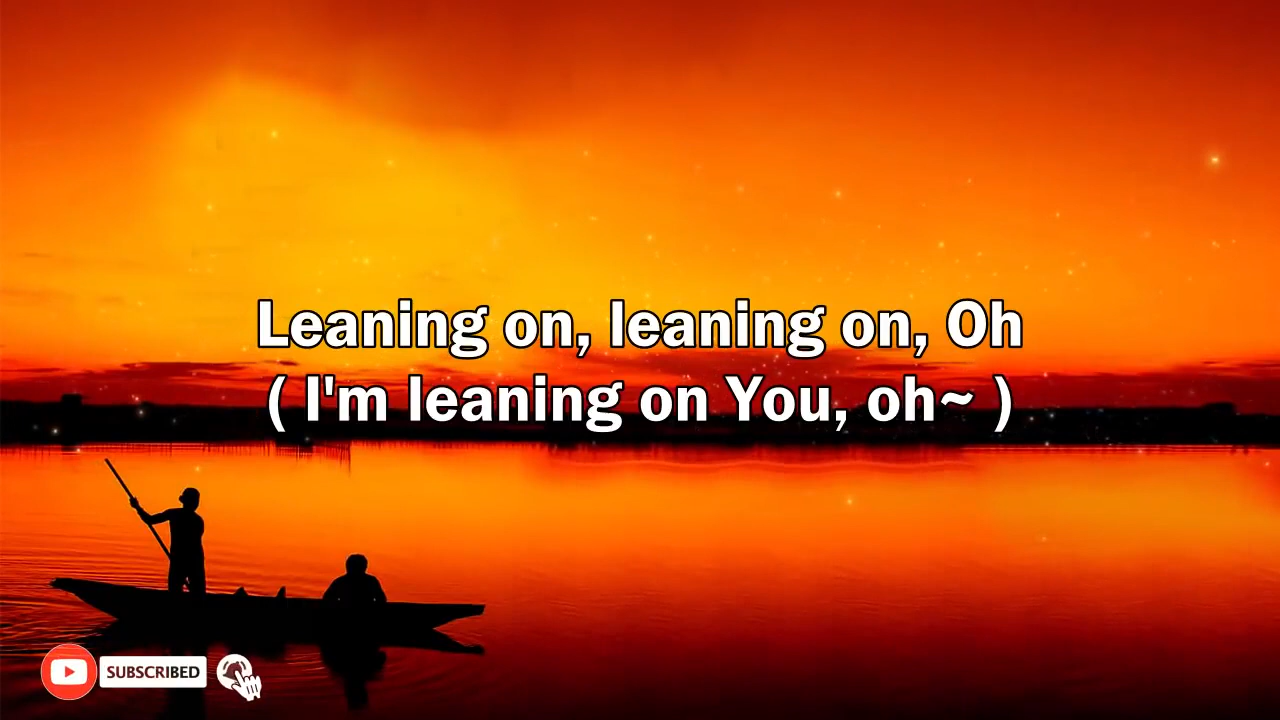 Leaning on, leaning on, Oh
( I'm leaning on You, oh~ )
SUBSCRIBED